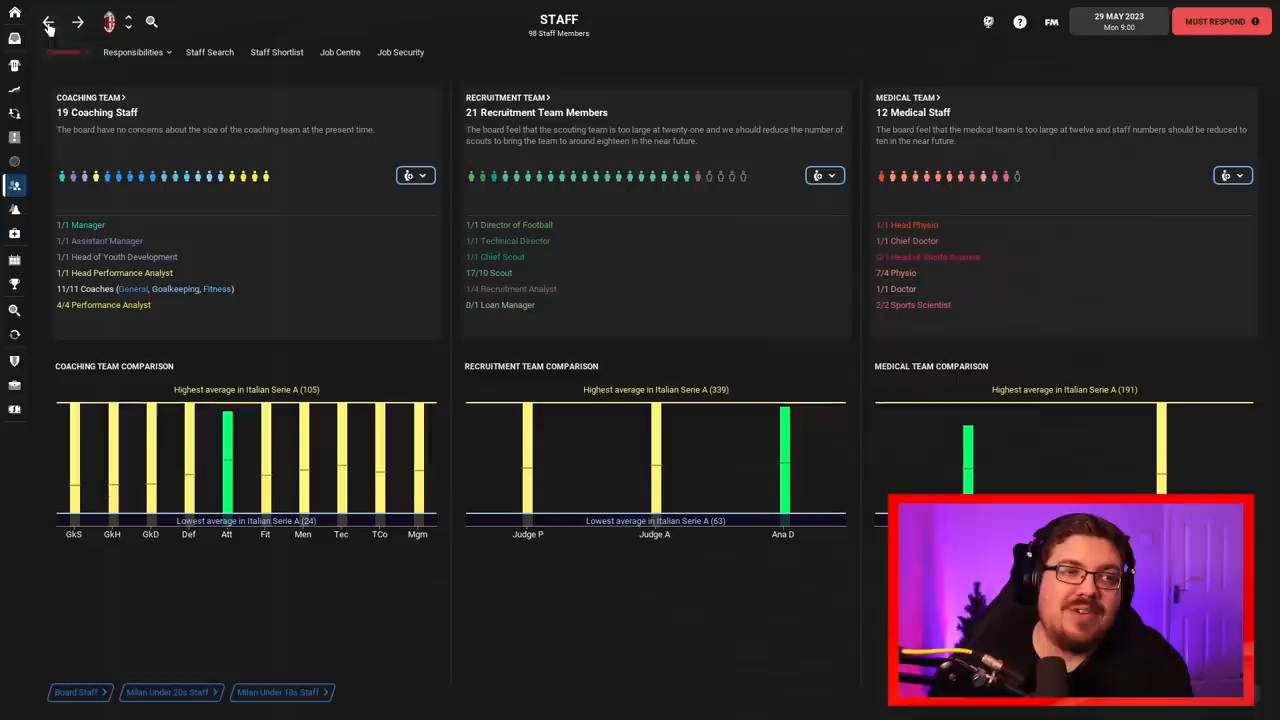 STAFF
98 Staff Members
FM
29 MAY 2023
Mon 9:00
MUST RESPOND
Overview
Responsibilities
Staff Search
Staff Shortlist
Job Centre
Job Security
COACHING TEAM
19 Coaching Staff
The board have no concerns about the size of the coaching team at the present time.
1/1 Manager
1/1 Assistant Manager
1/1 Head of Youth Development
1/1 Head Performance Analyst
11/11 Coaches (General, Goalkeeping, Fitness)
4/4 Performance Analyst
RECRUITMENT TEAM
21 Recruitment Team Members
The board feel that the scouting team is too large at twenty-one and we should reduce the number of
scouts to bring the team to around eighteen in the near future.
1/1 Director of Football
1/1 Technical Director
1/1 Chief Scout
17/10 Scout
1/4 Recruitment Analyst
0/1 Loan Manager
MEDICAL TEAM
12 Medical Staff
The board feel that the medical team is too large at twelve and staff numbers should be reduced to
ten in the near future.
1/1 Head Physio
1/1 Chief Doctor
0/1 Head of Sports Science
7/4 Physio
1/1 Doctor
2/2 Sports Scientist
COACHING TEAM COMPARISON
Highest average in Italian Serie A (105)
Lowest average in Italian Serie A (24)
GkS GkH GkD Def Att Fit Men Tec TCo Mgm
RECRUITMENT TEAM COMPARISON
Highest average in Italian Serie A (339)
Lowest average in Italian Serie A (63)
Judge P Judge A Ana D
MEDICAL TEAM COMPARISON
Highest average in Italian Serie A (191)
Board Staff
Milan Under 20s Staff
Milan Under 18s Staff